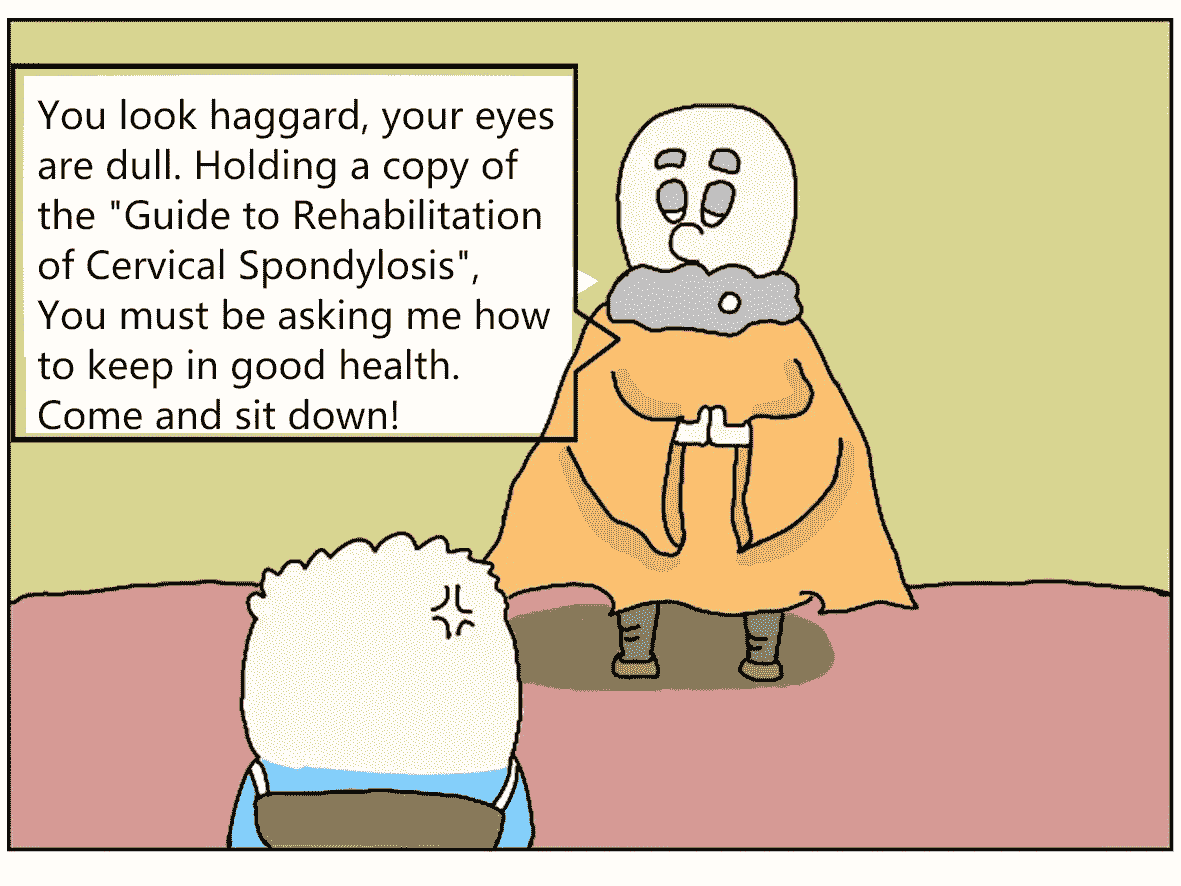 You look haggard, your eyes
are dull. Holding a copy of
the "Guide to Rehabilitation
of Cervical Spondylosis",
You must be asking me how
to keep in good health.
Come and sit down!